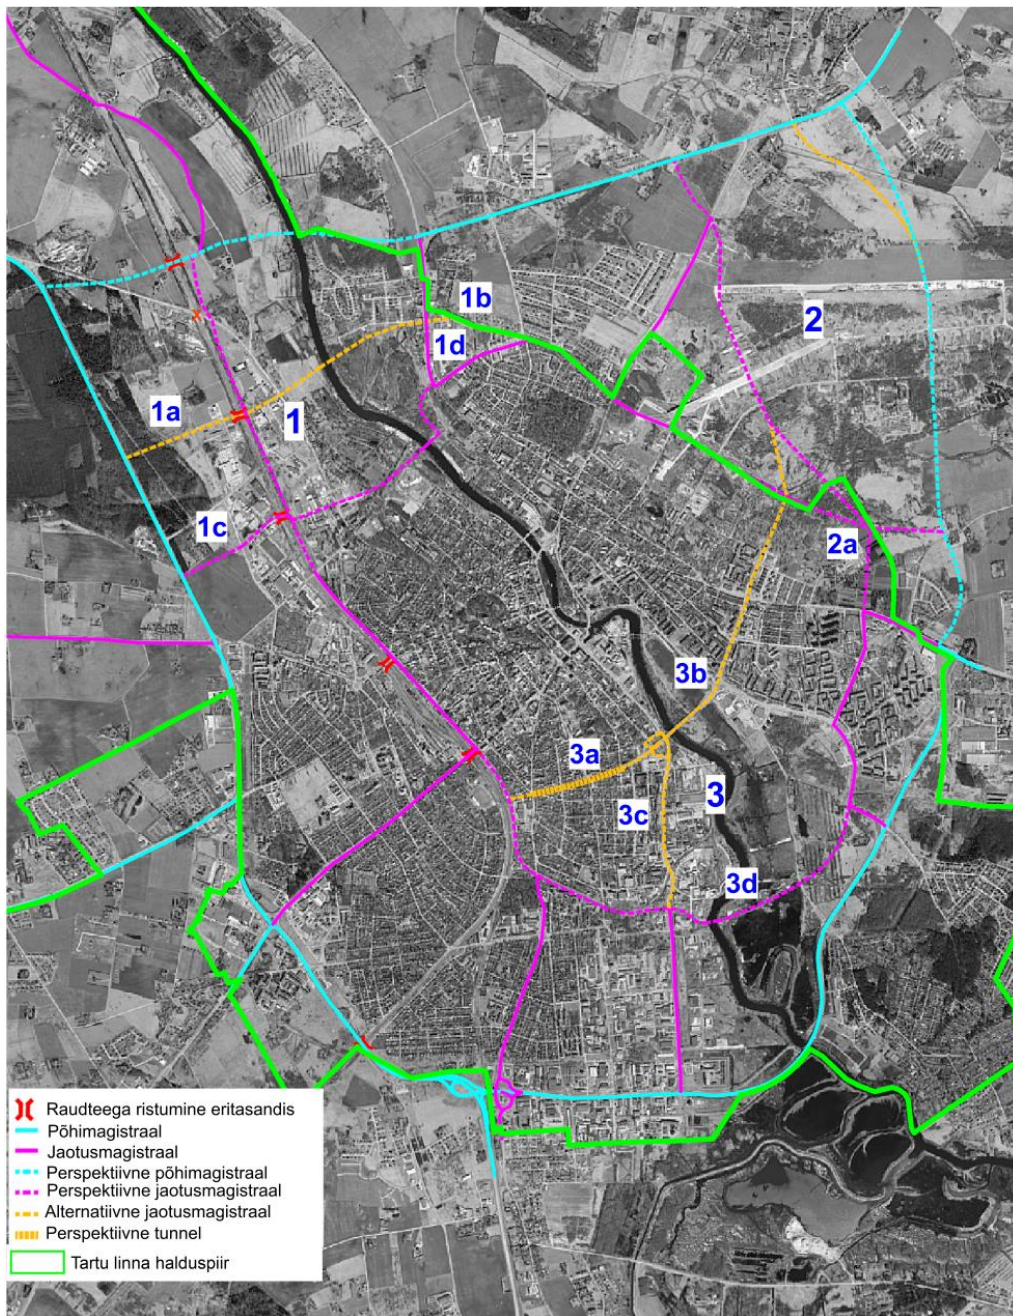 1b
2
1d
1a
1
1c
2a
3b
3a
3
3c
3d
Raudteega ristumine eritasandis
Põhimagistraal
Jaotusmagistraal
Perspektiivne põhimagistraal
Perspektiivne jaotusmagistraal
Alternatiivne jaotusmagistraal
Perspektiivne tunnel
Tartu linna halduspiir